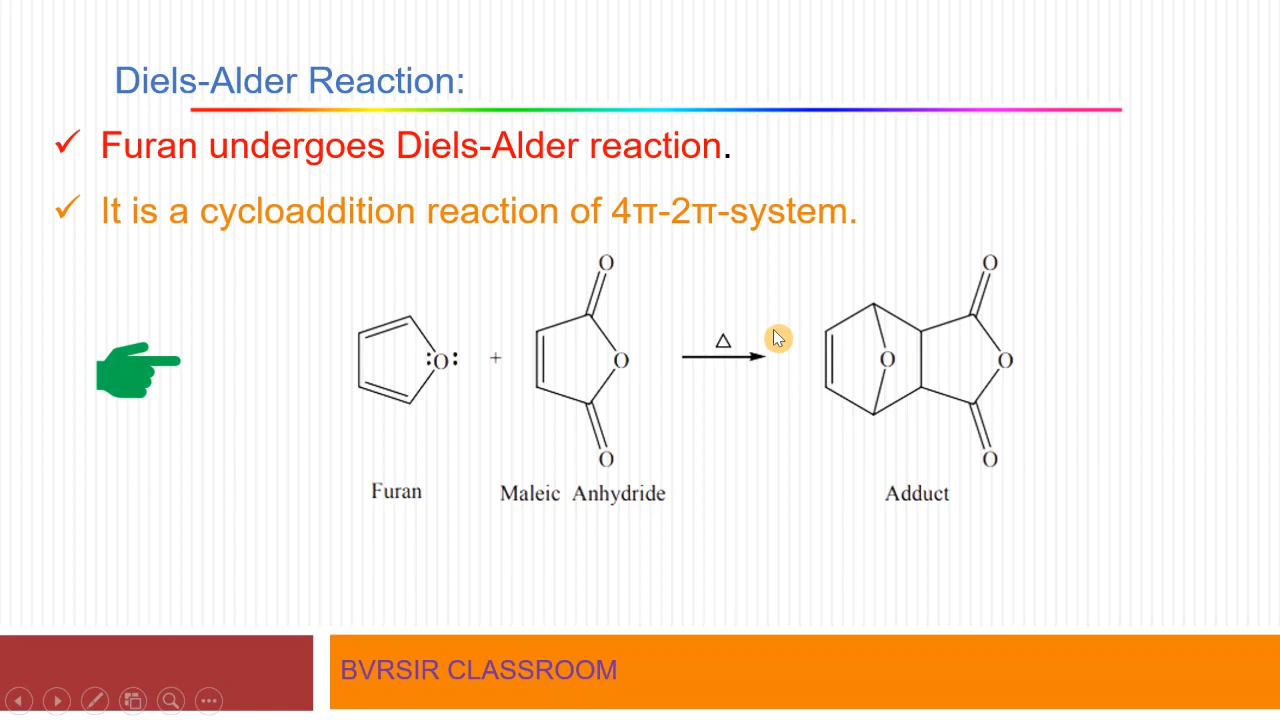 Diels-Alder Reaction:
✓ Furan undergoes Diels-Alder reaction.
✓ It is a cycloaddition reaction of 4π-2π-system.
O O
:O: + O △ O O
O O
Furan Maleic Anhydride Adduct
BVRSIR CLASSROOM